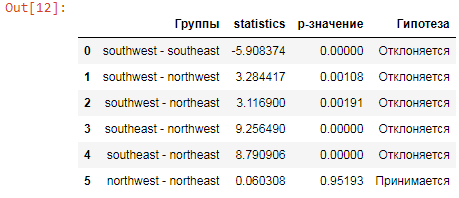 Out[12]:
Группы statistics p-значение Гипотеза
0 southwest - southeast -5.908374 0.00000 Отклоняется
1 southwest - northwest 3.284417 0.00108 Отклоняется
2 southwest - northeast 3.116900 0.00191 Отклоняется
3 southeast - northwest 9.256490 0.00000 Отклоняется
4 southeast - northeast 8.790906 0.00000 Отклоняется
5 northwest - northeast 0.060308 0.95193 Принимается